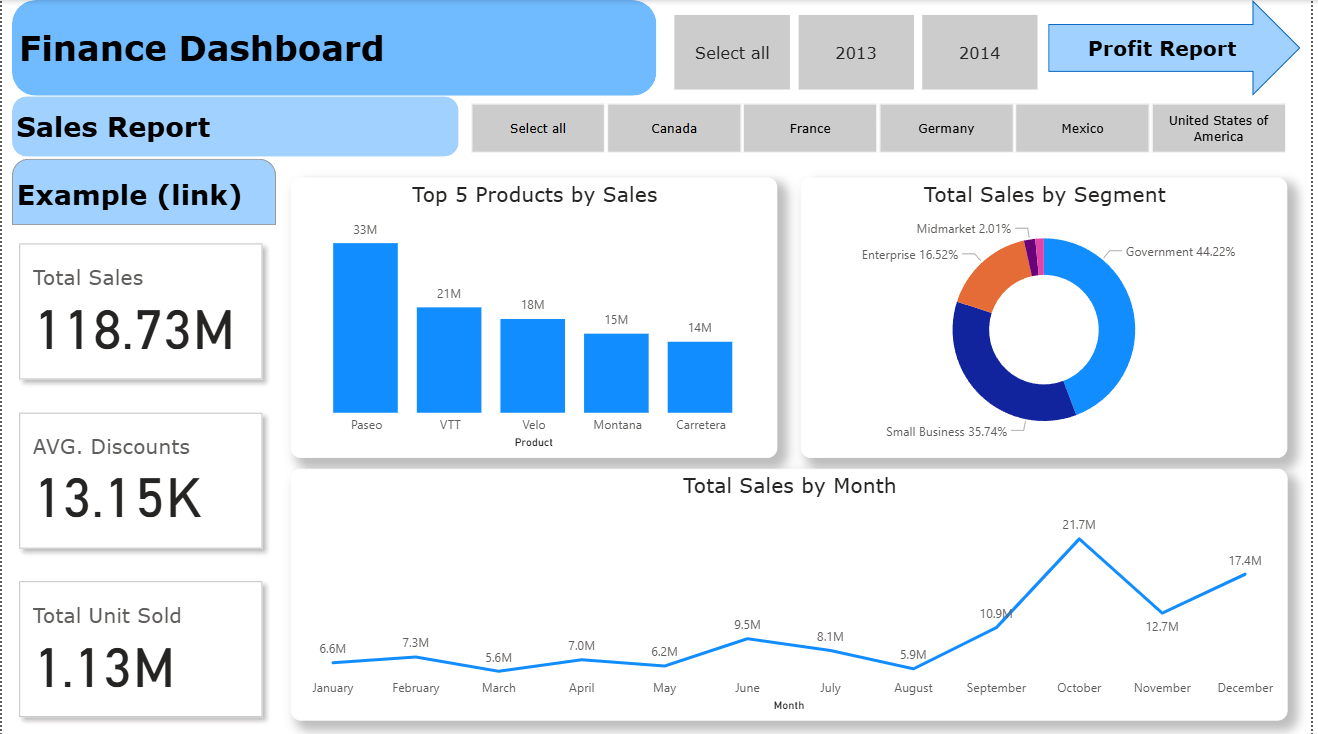 Finance Dashboard
Select all
2013
2014
Profit Report
Sales Report
Select all
Canada
France
Germany
Mexico
United States of
America
Example (link)
Total Sales
118.73M
AVG. Discounts
13.15K
Total Unit Sold
1.13M
Top 5 Products by Sales
33M
21M
18M
15M
14M
Paseo
VTT
Velo
Montana
Carretera
Product
Total Sales by Segment
Midmarket 2.01%
Enterprise 16.52%
Government 44.22%
Small Business 35.74%
Total Sales by Month
6.6M
7.3M
5.6M
7.0M
6.2M
9.5M
8.1M
5.9M
10.9M
21.7M
12.7M
17.4M
January
February
March
April
May
June
July
August
September
October
November
December
Month